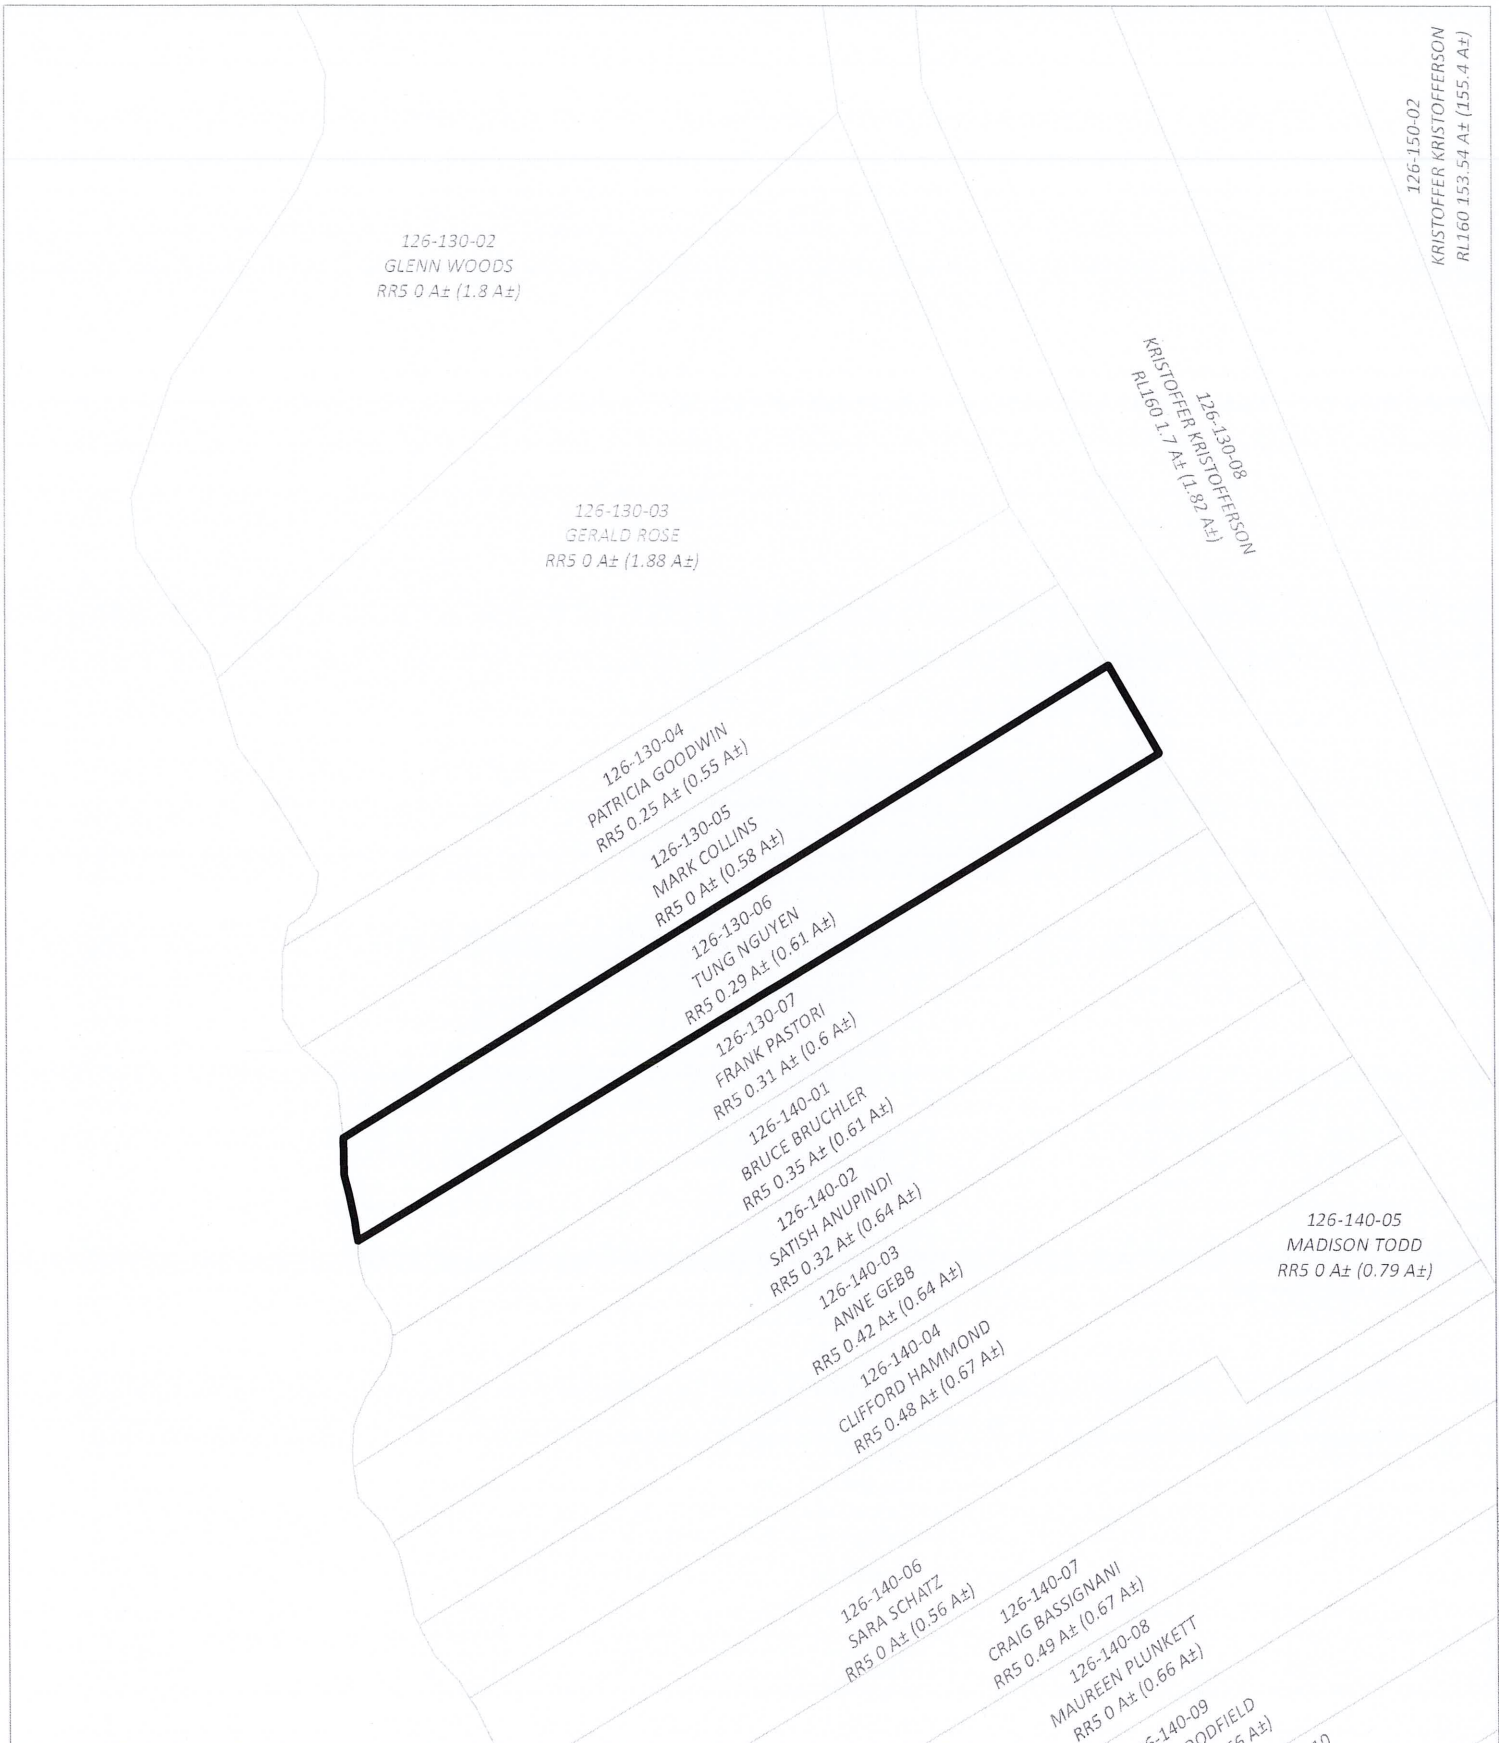 126-150-02
KRISTOFFER KRISTOFFERSON
RL160 153.54 A± (155.4 A±)
126-130-02
GLENN WOODS
RR5 0 A± (1.8 A±)
126-130-08
KRISTOFFER KRISTOFFERSON
RL160 1.7 A± (1.82 A±)
126-130-03
GERALD ROSE
RR5 0 A± (1.88 A±)
126-130-04
PATRICIA GOODWIN
RR5 0.25 A± (0.55 A±)
126-130-05
MARK COLLINS
RR5 0 A± (0.58 A±)
126-130-06
TUNG NGUYEN
RR5 0.29 A± (0.61 A±)
126-130-07
FRANK PASTORI
RR5 0.31 A± (0.6 A±)
126-140-01
BRUCE BRUCHLER
RR5 0.35 A± (0.61 A±)
126-140-02
SATISH ANUPINDI
RR5 0.32 A± (0.64 A±)
126-140-03
ANNE GEBB
RR5 0.42 A± (0.64 A±)
126-140-04
CLIFFORD HAMMOND
RR5 0.48 A± (0.67 A±)
126-140-05
MADISON TODD
RR5 0 A± (0.79 A±)
126-140-06
SARA SCHATZ
RR5 0 A± (0.56 A±)
126-140-07
CRAIG BASSIGNANI
RR5 0.49 A± (0.67 A±)
126-140-08
MAUREEN PLUNKETT
RR5 0 A± (0.66 A±)
-140-09
ODFIELD
6 A±)